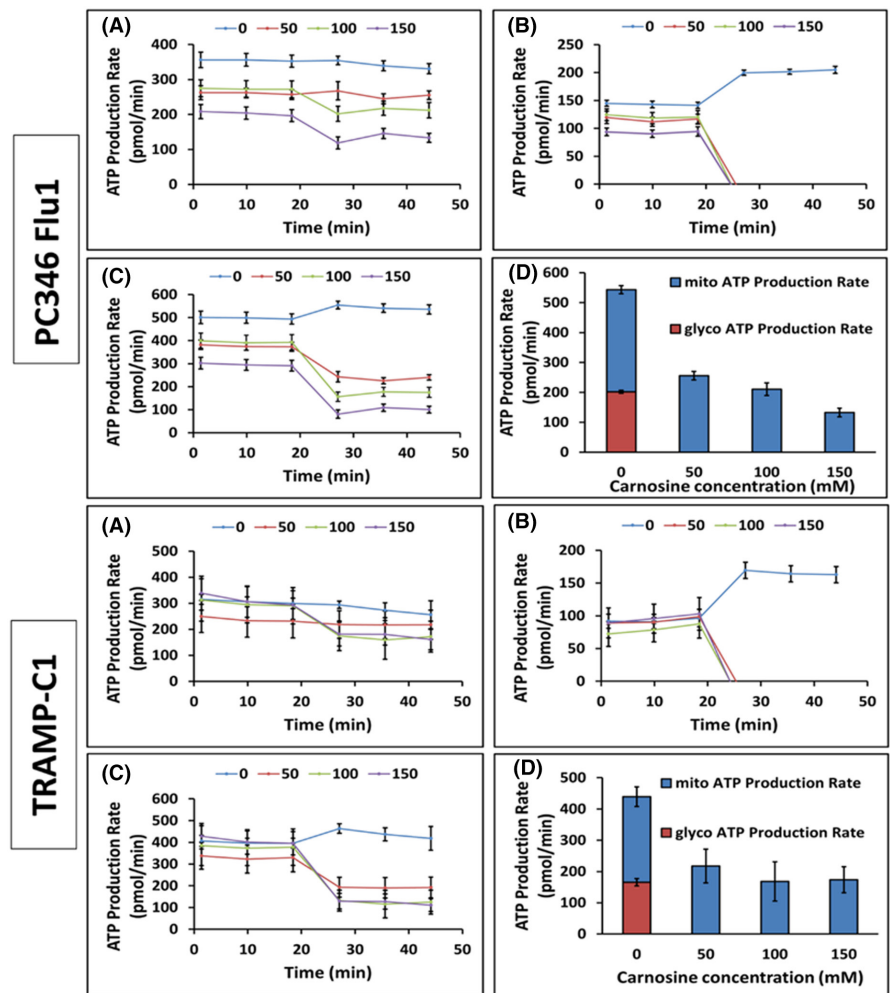 PC346 Flu1
(A)
0 50 100 150
ATP Production Rate
(pmol/min)
400
300
200
100
0
0 10 20 30 40 50
Time (min)
(B)
0 50 100 150
ATP Production Rate
(pmol/min)
250
200
150
100
50
0
0 10 20 30 40 50
Time (min)
(C)
0 50 100 150
ATP Production Rate
(pmol/min)
600
500
400
300
200
100
0
0 10 20 30 40 50
Time (min)
(D)
ATP Production Rate
(pmol/min)
600
500
400
300
200
100
0
mito ATP Production Rate
glyco ATP Production Rate
0 50 100 150
Carnosine concentration (mM)
TRAMP-C1
(A)
0 50 100 150
ATP Production Rate
(pmol/min)
500
400
300
200
100
0
0 10 20 30 40 50
Time (min)
(B)
0 50 100 150
ATP Production Rate
(pmol/min)
200
150
100
50
0
0 10 20 30 40 50
Time (min)
(C)
0 50 100 150
ATP Production Rate
(pmol/min)
600
500
400
300
200
100
0
0 10 20 30 40 50
Time (min)
(D)
ATP Production Rate
(pmol/min)
500
400
300
200
100
0
mito ATP Production Rate
glyco ATP Production Rate
0 50 100 150
Carnosine concentration (mM)